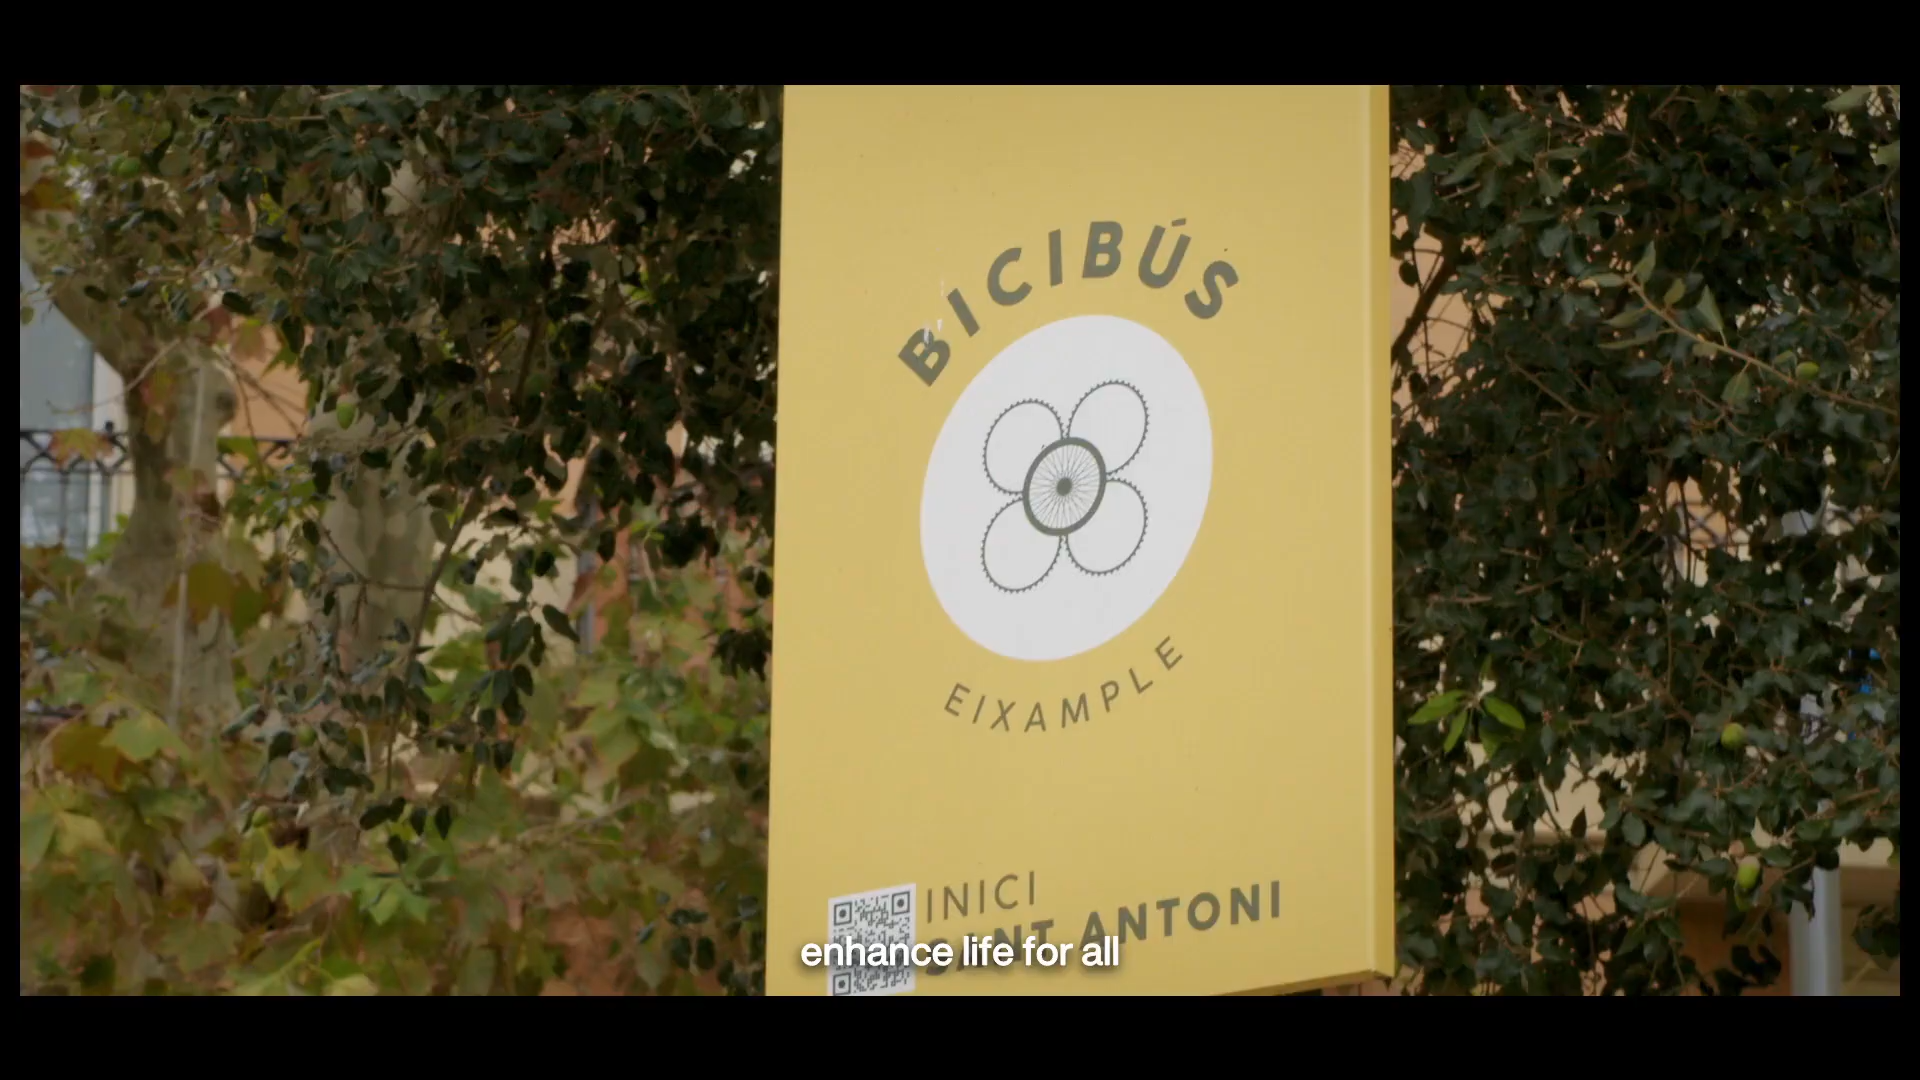 BICIBÚS
EIXAMPLE
INICI
SANT ANTONI
enhance life for all